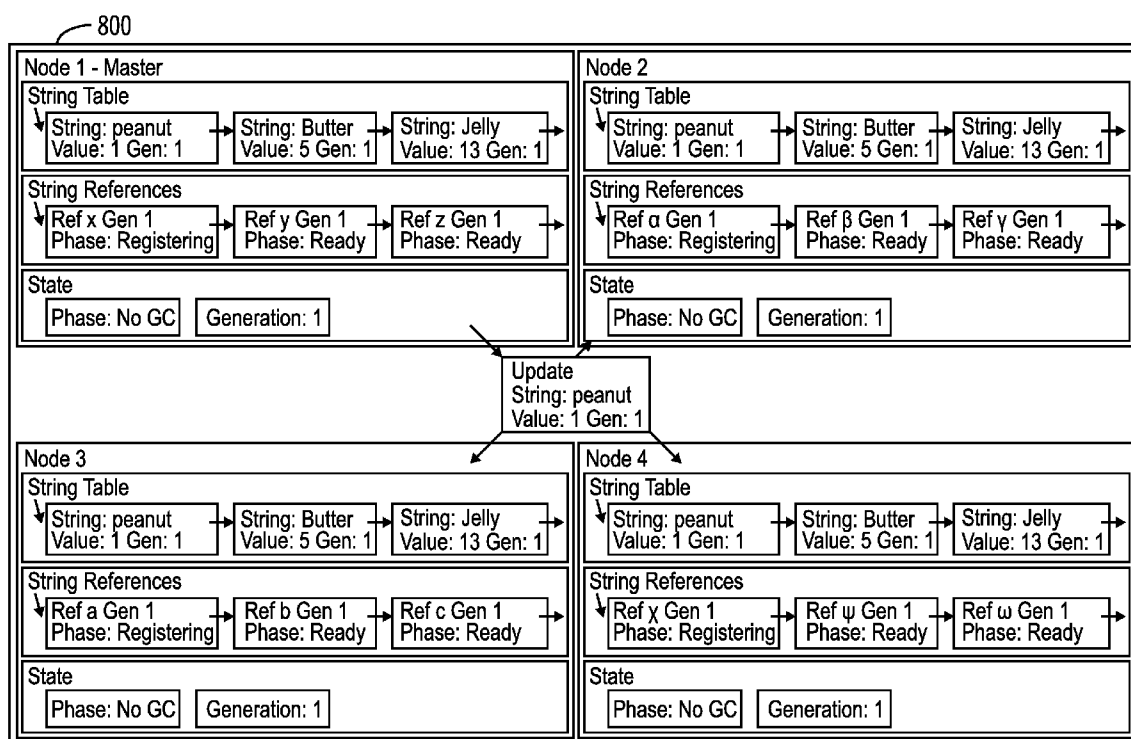 800
Node 1 - Master
String Table
String: peanut
Value: 1 Gen: 1
String: Butter
Value: 5 Gen: 1
String: Jelly
Value: 13 Gen: 1
String References
Ref x Gen 1
Phase: Registering
Ref y Gen 1
Phase: Ready
Ref z Gen 1
Phase: Ready
State
Phase: No GC
Generation: 1
Node 2
String Table
String: peanut
Value: 1 Gen: 1
String: Butter
Value: 5 Gen: 1
String: Jelly
Value: 13 Gen: 1
String References
Ref α Gen 1
Phase: Registering
Ref β Gen 1
Phase: Ready
Ref γ Gen 1
Phase: Ready
State
Phase: No GC
Generation: 1
Update
String: peanut
Value: 1 Gen: 1
Node 3
String Table
String: peanut
Value: 1 Gen: 1
String: Butter
Value: 5 Gen: 1
String: Jelly
Value: 13 Gen: 1
String References
Ref a Gen 1
Phase: Registering
Ref b Gen 1
Phase: Ready
Ref c Gen 1
Phase: Ready
State
Phase: No GC
Generation: 1
Node 4
String Table
String: peanut
Value: 1 Gen: 1
String: Butter
Value: 5 Gen: 1
String: Jelly
Value: 13 Gen: 1
String References
Ref χ Gen 1
Phase: Registering
Ref ψ Gen 1
Phase: Ready
Ref ω Gen 1
Phase: Ready
State
Phase: No GC
Generation: 1